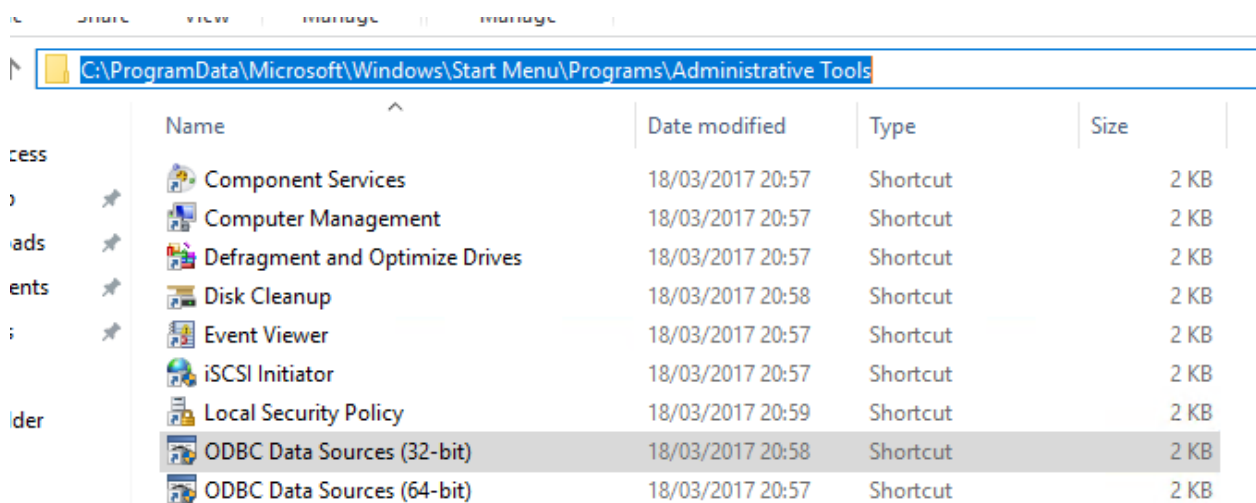 C:\ProgramData\Microsoft\Windows\Start Menu\Programs\Administrative Tools
Name Date modified Type Size
cess
Component Services 18/03/2017 20:57 Shortcut 2 KB
Computer Management 18/03/2017 20:57 Shortcut 2 KB
ads Defragment and Optimize Drives 18/03/2017 20:57 Shortcut 2 KB
ents Disk Cleanup 18/03/2017 20:58 Shortcut 2 KB
s Event Viewer 18/03/2017 20:57 Shortcut 2 KB
iSCSI Initiator 18/03/2017 20:57 Shortcut 2 KB
lder Local Security Policy 18/03/2017 20:59 Shortcut 2 KB
ODBC Data Sources (32-bit) 18/03/2017 20:58 Shortcut 2 KB
ODBC Data Sources (64-bit) 18/03/2017 20:57 Shortcut 2 KB